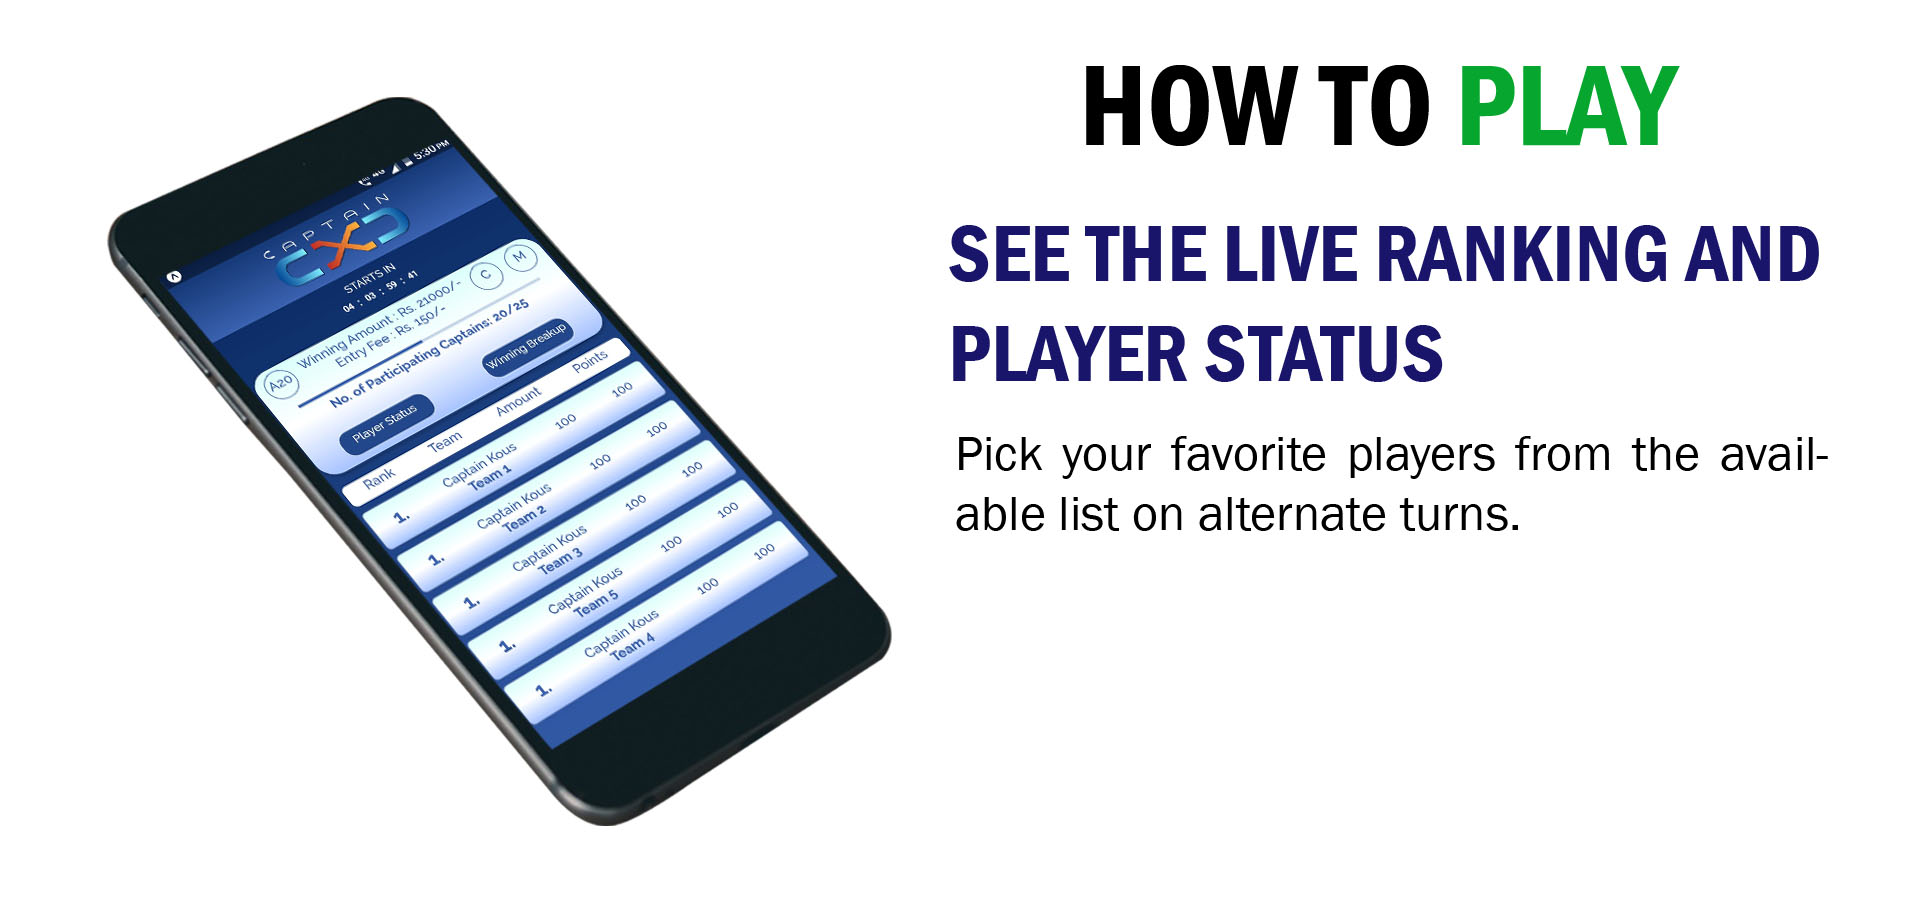 HOW TO PLAY
SEE THE LIVE RANKING AND
PLAYER STATUS
Pick your favorite players from the avail-
able list on alternate turns.
5:30 PM
CAPTAIN
CXD
STARTS IN
04 : 03 : 59 : 41
A20
Winning Amount : Rs. 21000/-
Entry Fee : Rs. 150/-
C
M
No. of Participating Captains: 20/25
Player Status
Winning Breakup
Rank Team Amount Points
1. Captain Kous 100 100
Team 1
1. Captain Kous 100 100
Team 2
1. Captain Kous 100 100
Team 3
1. Captain Kous 100 100
Team 5
1. Captain Kous 100 100
Team 4